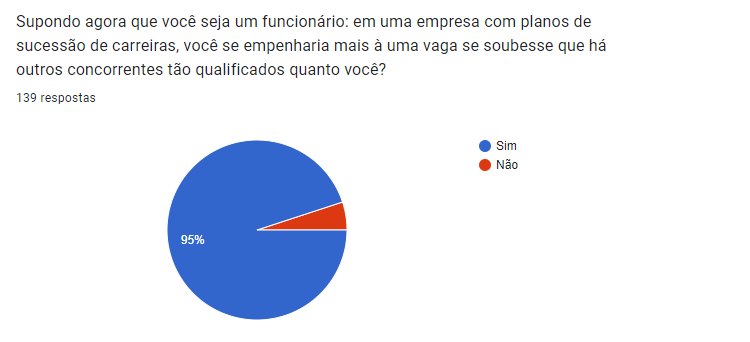 Supondo agora que você seja um funcionário: em uma empresa com planos de
sucessão de carreiras, você se empenharia mais à uma vaga se soubesse que há
outros concorrentes tão qualificados quanto você?
139 respostas
Sim
Não
95%